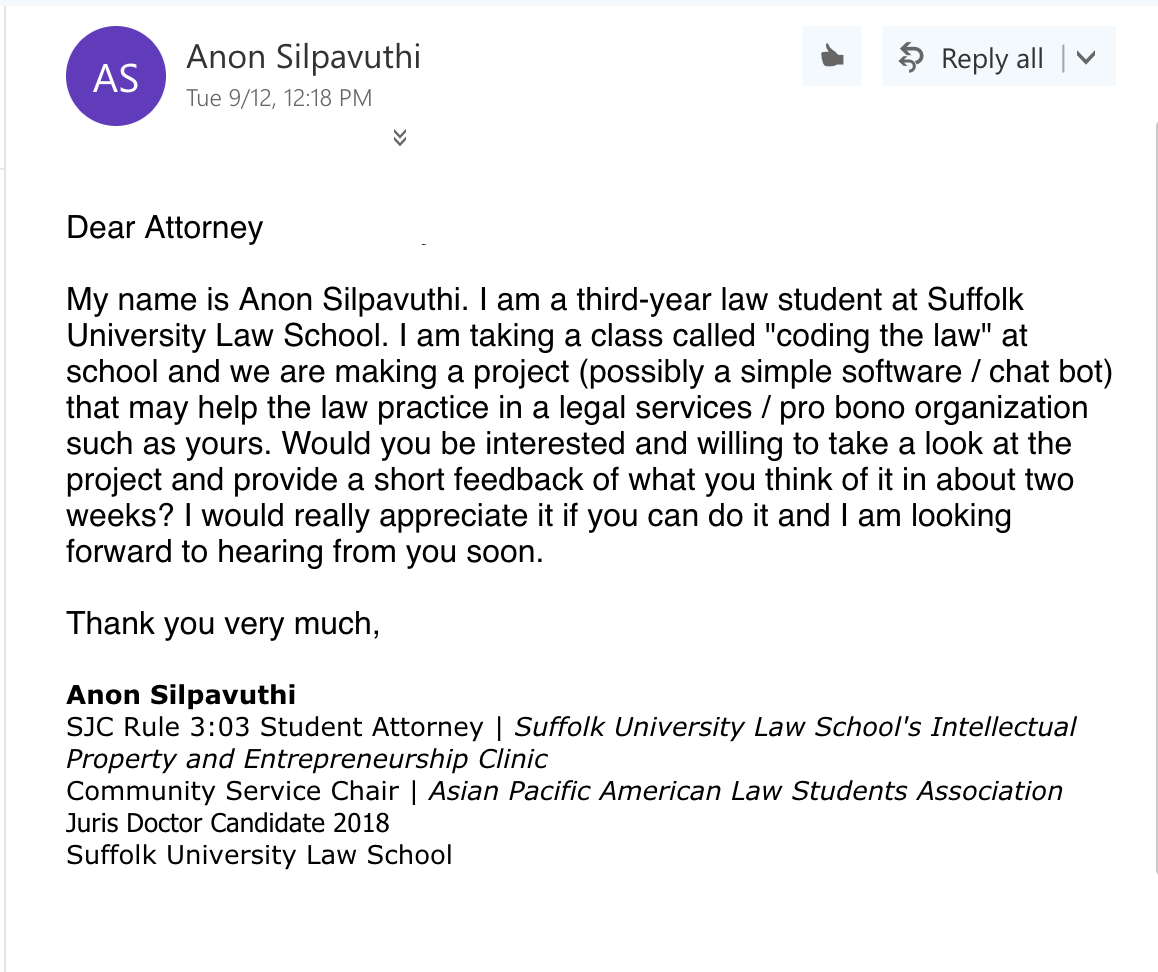 AS
Anon Silpavuthi
Tue 9/12, 12:18 PM
Reply all
Dear Attorney
My name is Anon Silpavuthi. I am a third-year law student at Suffolk
University Law School. I am taking a class called "coding the law" at
school and we are making a project (possibly a simple software / chat bot)
that may help the law practice in a legal services / pro bono organization
such as yours. Would you be interested and willing to take a look at the
project and provide a short feedback of what you think of it in about two
weeks? I would really appreciate it if you can do it and I am looking
forward to hearing from you soon.
Thank you very much,
Anon Silpavuthi
SJC Rule 3:03 Student Attorney | Suffolk University Law School's Intellectual
Property and Entrepreneurship Clinic
Community Service Chair | Asian Pacific American Law Students Association
Juris Doctor Candidate 2018
Suffolk University Law School